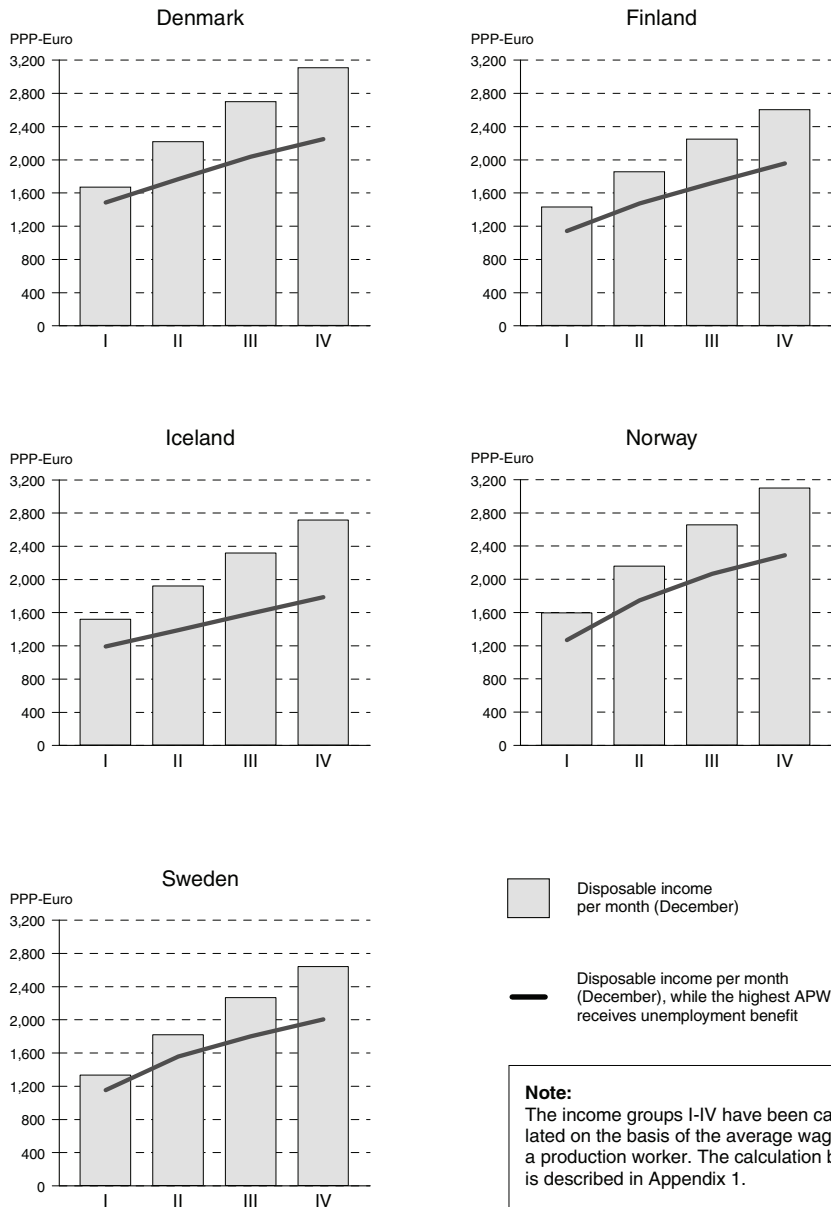 Denmark
PPP-Euro
3,200
2,800
2,400
2,000
1,600
1,200
800
400
0
I II III IV
Finland
PPP-Euro
3,200
2,800
2,400
2,000
1,600
1,200
800
400
0
I II III IV
Iceland
PPP-Euro
3,200
2,800
2,400
2,000
1,600
1,200
800
400
0
I II III IV
Norway
PPP-Euro
3,200
2,800
2,400
2,000
1,600
1,200
800
400
0
I II III IV
Sweden
PPP-Euro
3,200
2,800
2,400
2,000
1,600
1,200
800
400
0
I II III IV
Disposable income
per month (December)
Disposable income per month
(December), while the highest APW
receives unemployment benefit
Note:
The income groups I-IV have been
lated on the basis of the average
a production worker. The calculation
is described in Appendix 1.